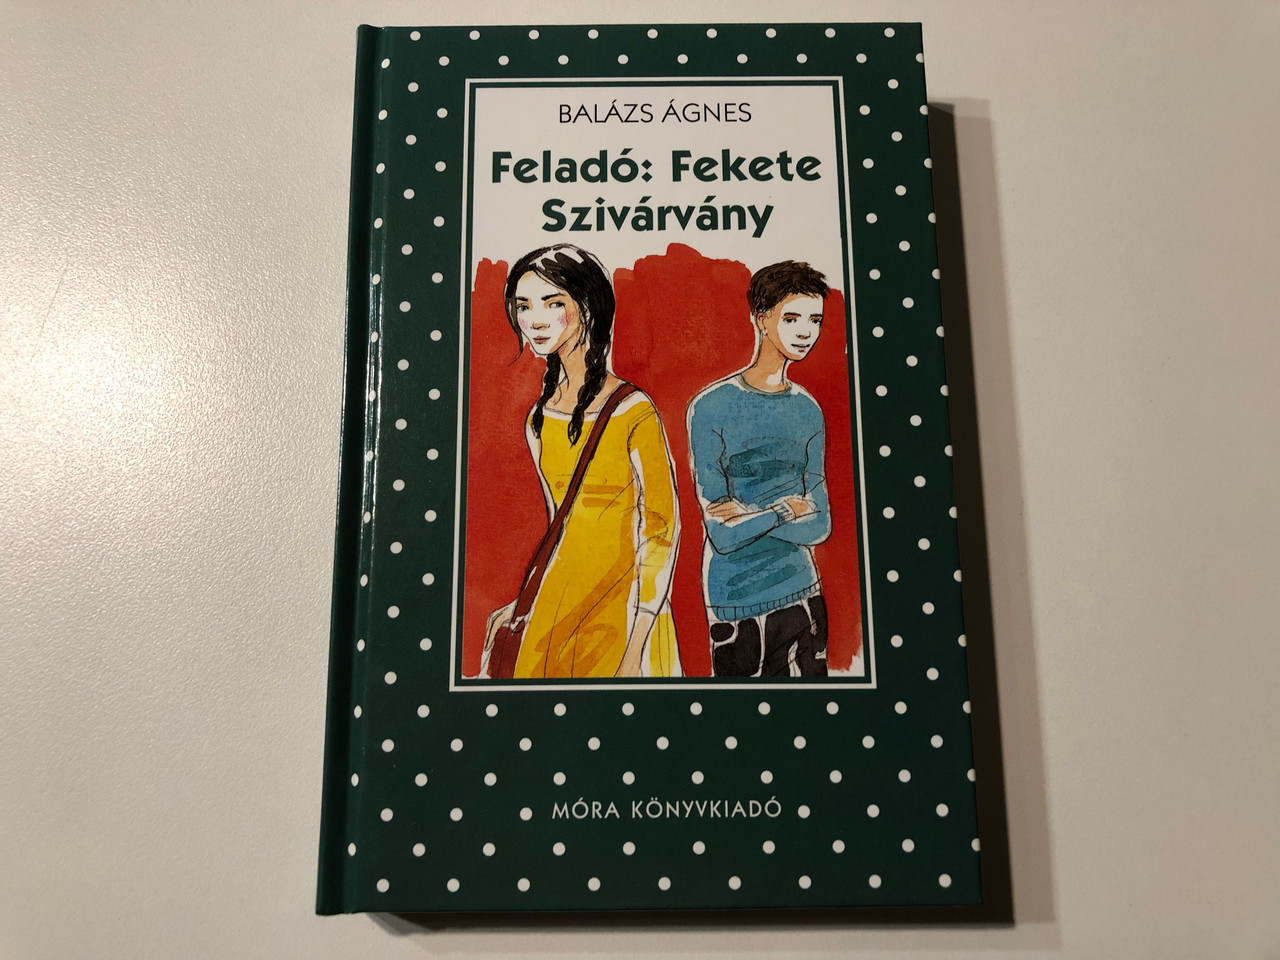 BALÁZS ÁGNES
Feladó: Fekete
Szivárvány
MÓRA KÖNYVKIADÓ